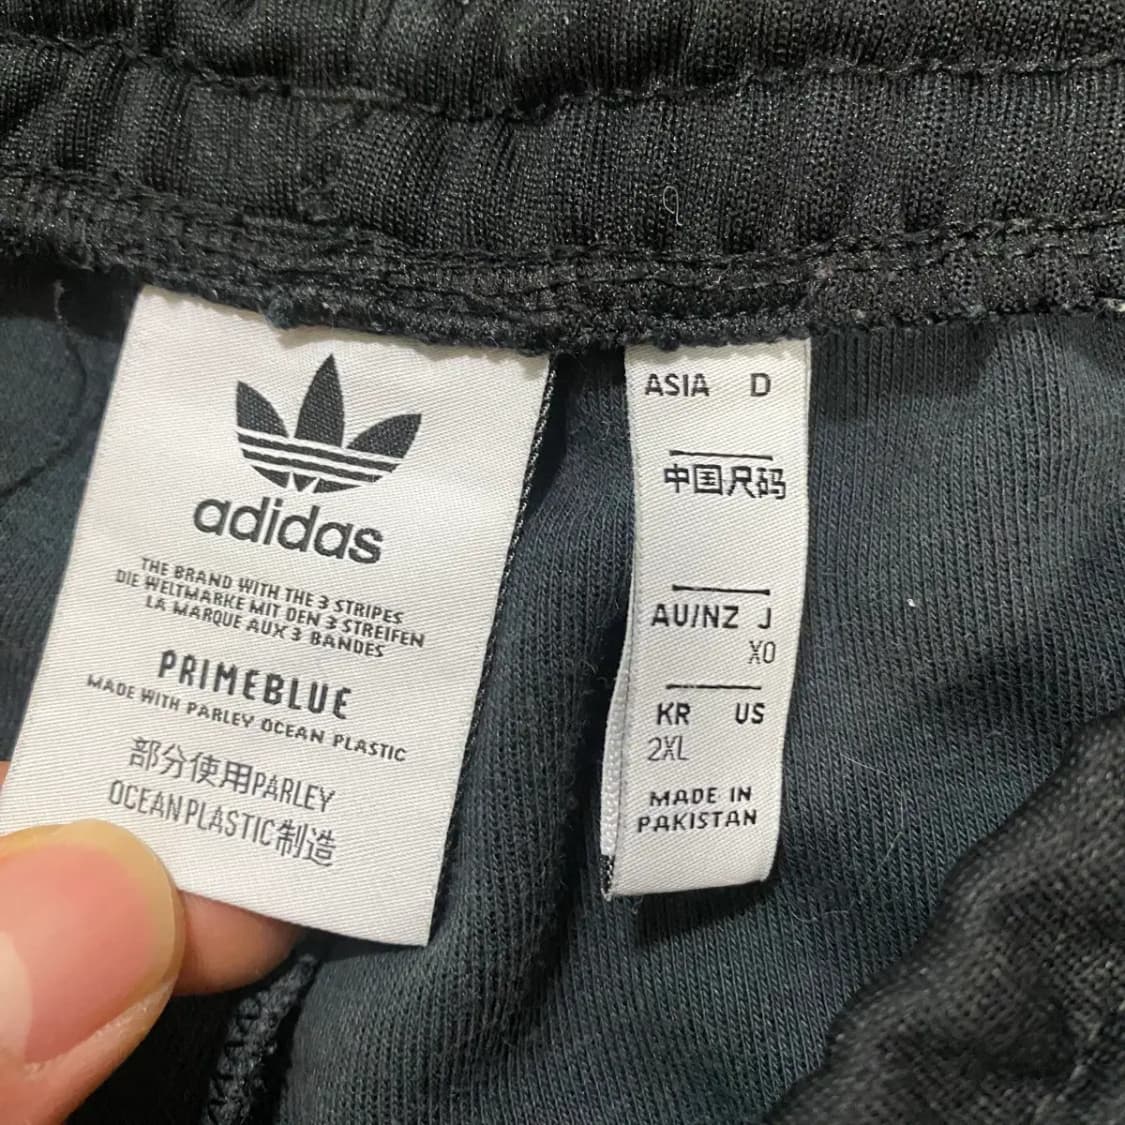 adidas
THE BRAND WITH THE 3 STRIPES
DIE WELTMARKE MIT DEN 3 STREIFEN
LA MARQUE AUX 3 BANDES
PRIMEBLUE
MADE WITH PARLEY OCEAN PLASTIC
部分使用PARLEY
OCEAN PLASTIC制造
ASIA D
中国尺码
AU/NZ J
XO
KR US
2XL
MADE IN
PAKISTAN